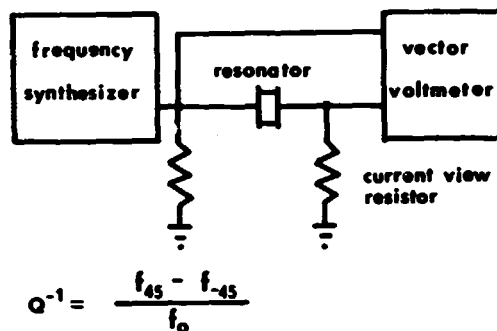 frequency
synthesizer
resonator
vector
voltmeter
current view
resistor
Q⁻¹ = f₄₅ - f₋₄₅ / f₀